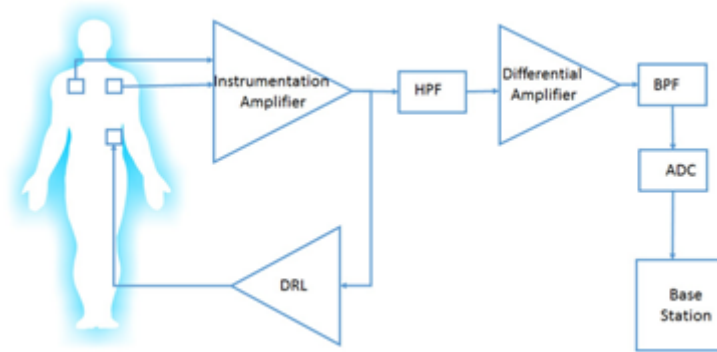 Instrumentation
Amplifier
HPF
Differential
Amplifier
BPF
ADC
DRL
Base
Station